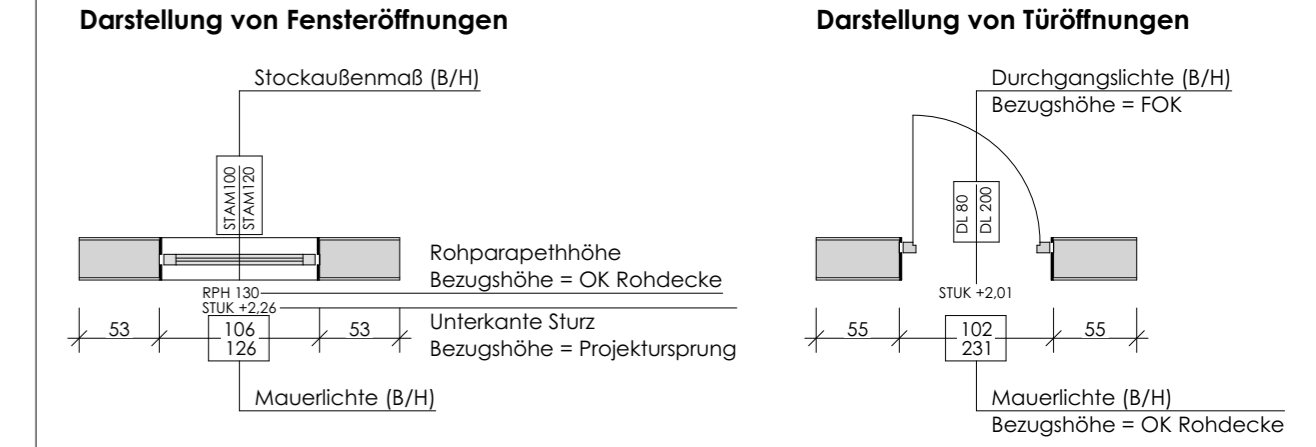 Darstellung von Fensteröffnungen
Stockaußenmaß (B/H)
STAM100
STAM120
Rohparapethhöhe
Bezugshöhe = OK Rohdecke
RPH 130
STUK +2,26
Unterkante Sturz
Bezugshöhe = Projektursprung
53
106
126
53
Mauerlichte (B/H)
Darstellung von Türöffnungen
Durchgangslichte (B/H)
Bezugshöhe = FOK
DL 80
DL 200
STUK +2,01
55
102
231
55
Mauerlichte (B/H)
Bezugshöhe = OK Rohdecke